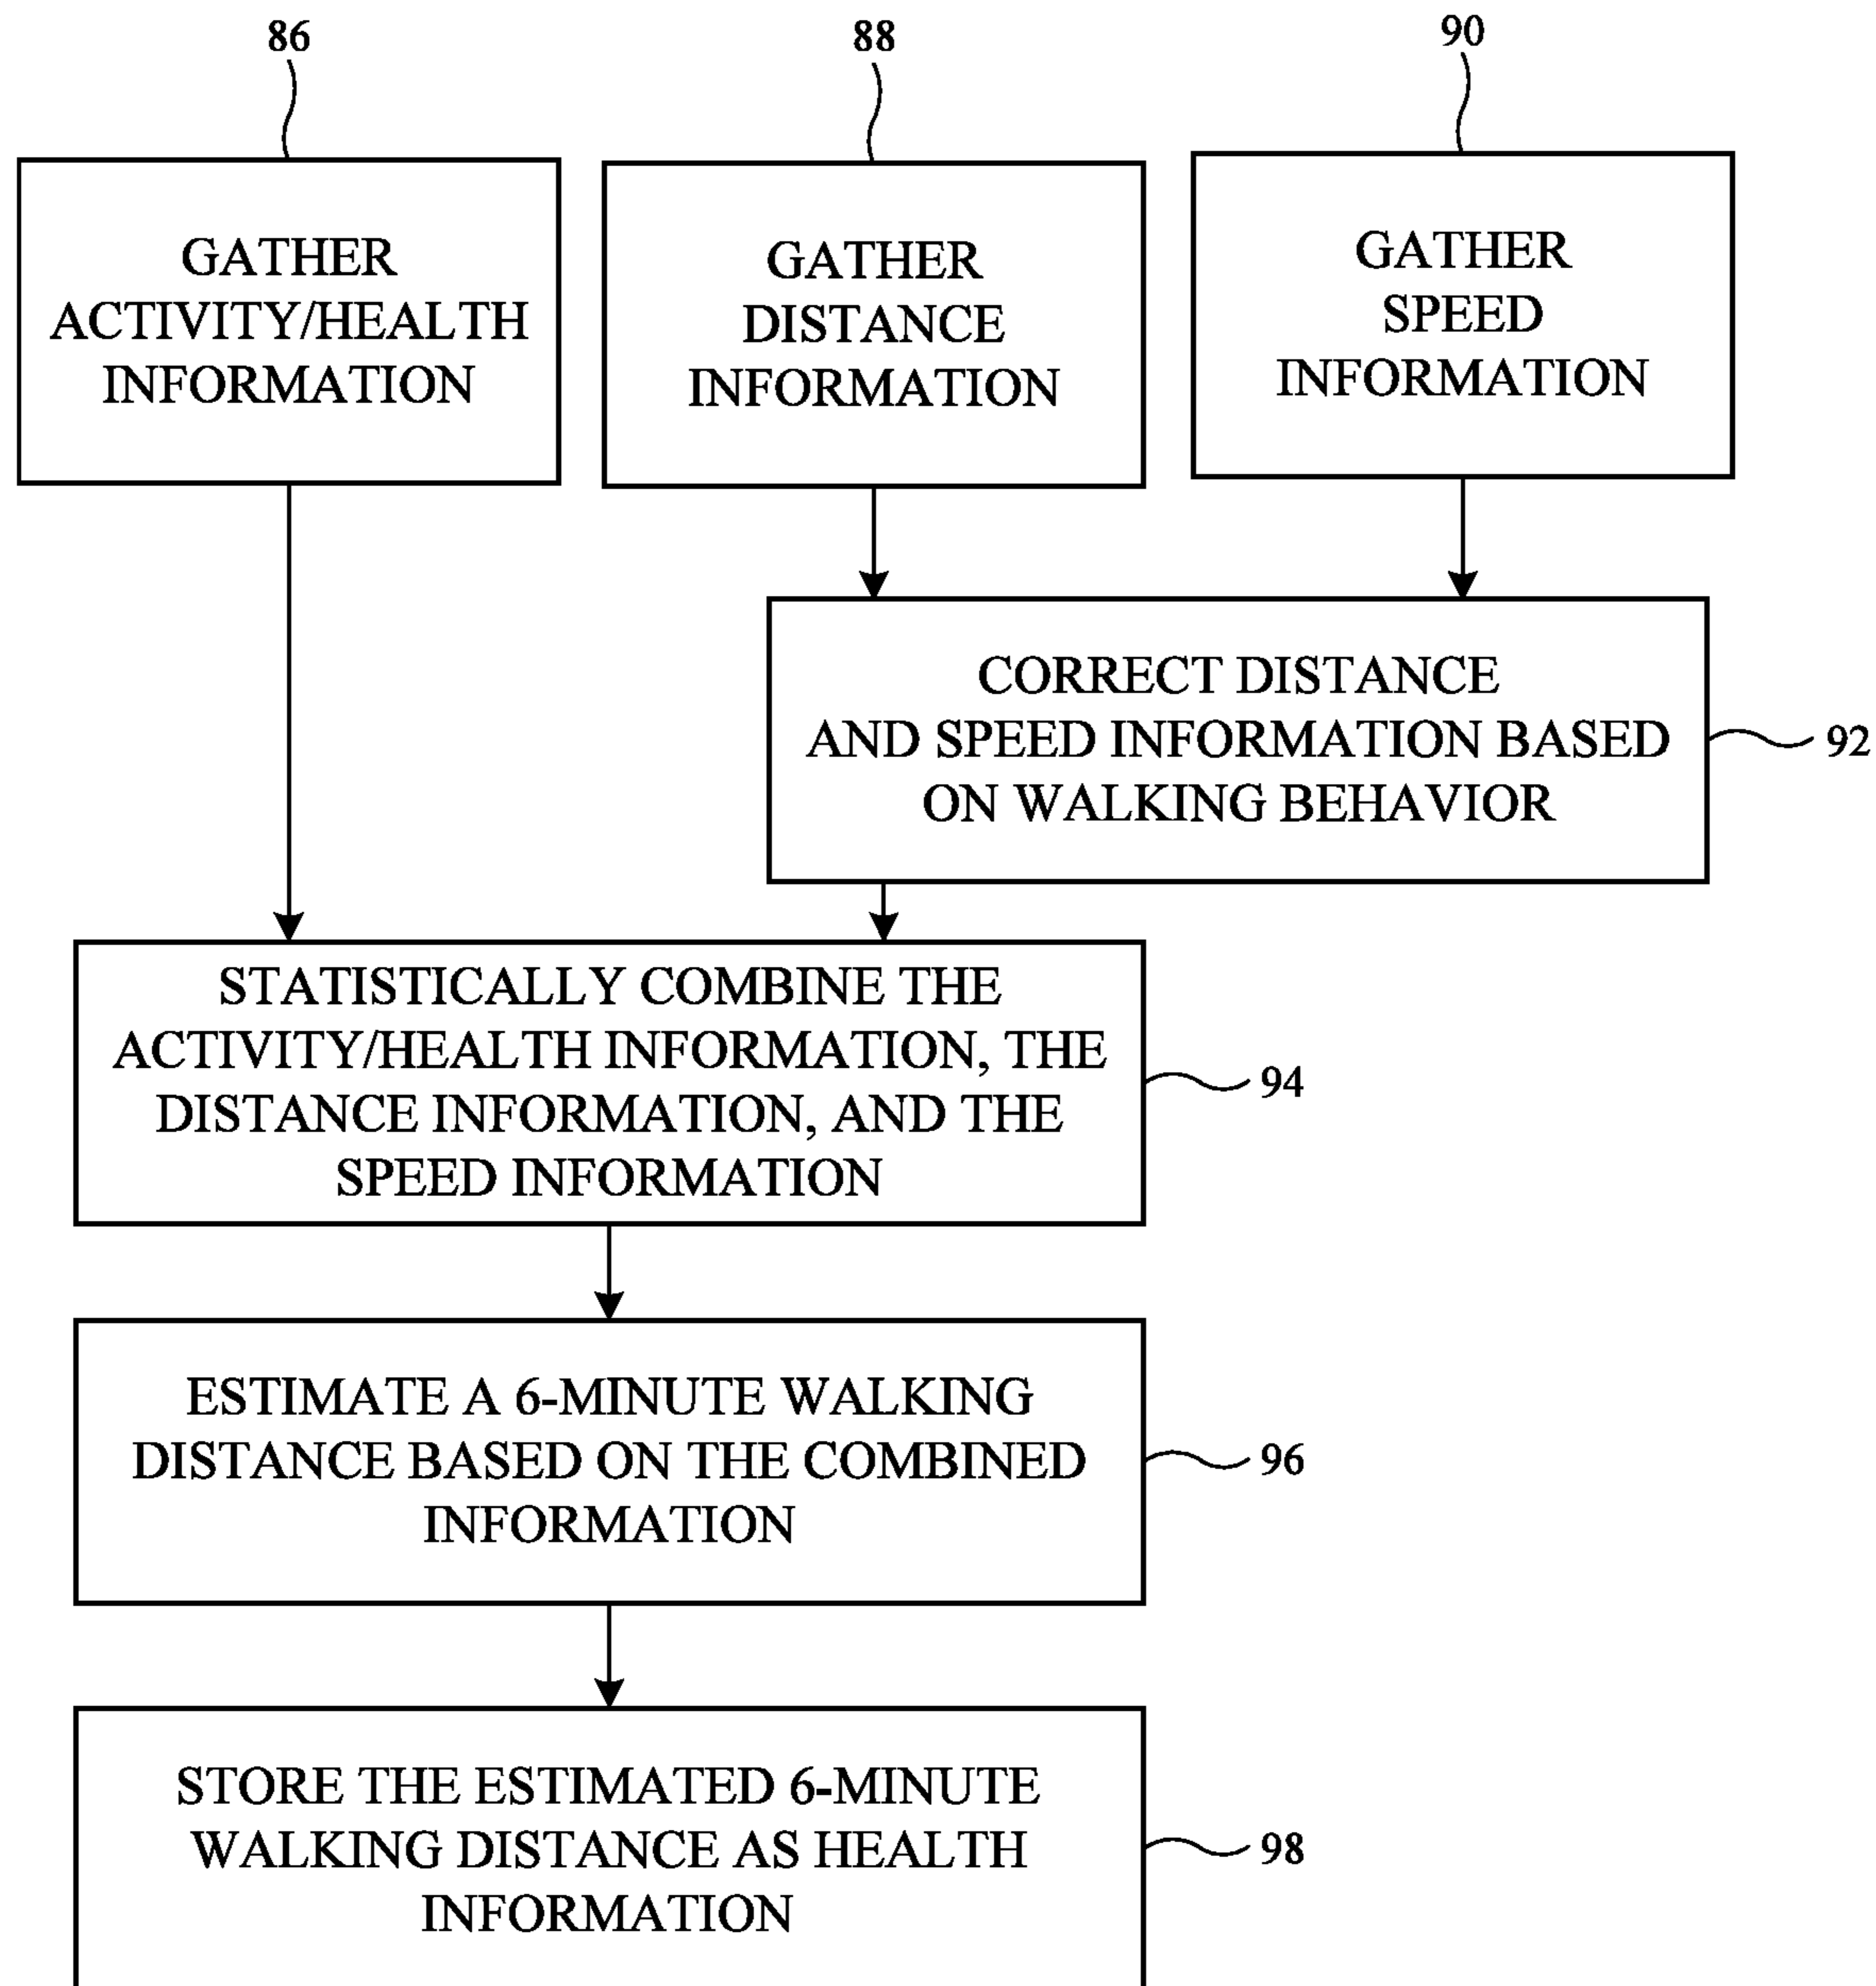 86
88
90
GATHER
ACTIVITY/HEALTH
INFORMATION
GATHER
DISTANCE
INFORMATION
GATHER
SPEED
INFORMATION
CORRECT DISTANCE
AND SPEED INFORMATION BASED
ON WALKING BEHAVIOR
92
STATISTICALLY COMBINE THE
ACTIVITY/HEALTH INFORMATION, THE
DISTANCE INFORMATION, AND THE
SPEED INFORMATION
94
ESTIMATE A 6-MINUTE WALKING
DISTANCE BASED ON THE COMBINED
INFORMATION
96
STORE THE ESTIMATED 6-MINUTE
WALKING DISTANCE AS HEALTH
INFORMATION
98